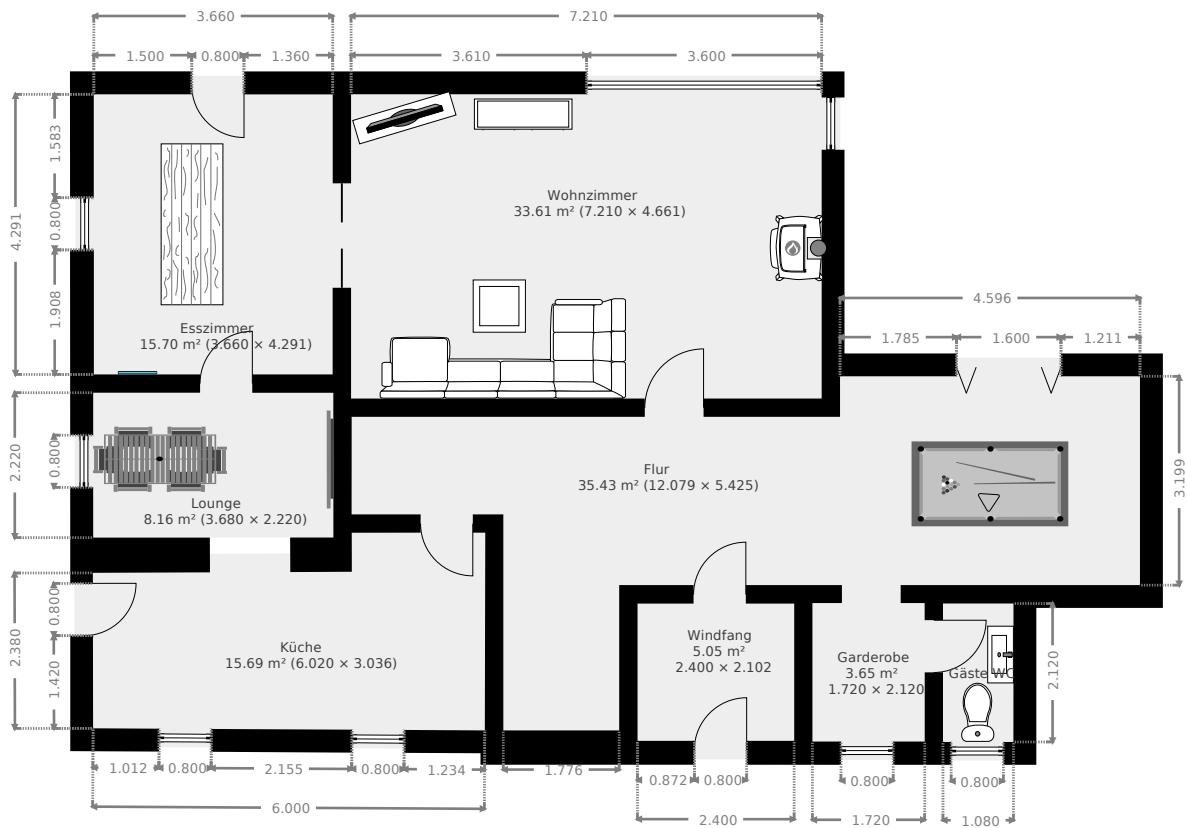 3.660
7.210
1.500
0.800
1.360
3.610
3.600
1.583
0.800
4.291
1.908
Wohnzimmer
33.61 m² (7.210 × 4.661)
Esszimmer
15.70 m² (3.660 × 4.291)
4.596
1.785
1.600
1.211
2.220
0.800
Lounge
8.16 m² (3.680 × 2.220)
Flur
35.43 m² (12.079 × 5.425)
3.199
0.800
2.380
1.420
Küche
15.69 m² (6.020 × 3.036)
Windfang
5.05 m²
2.400 × 2.102
Garderobe
3.65 m²
1.720 × 2.120
Gäste WC
2.120
1.012
0.800
2.155
0.800
1.234
1.776
0.872
0.800
0.800
0.800
6.000
2.400
1.720
1.080